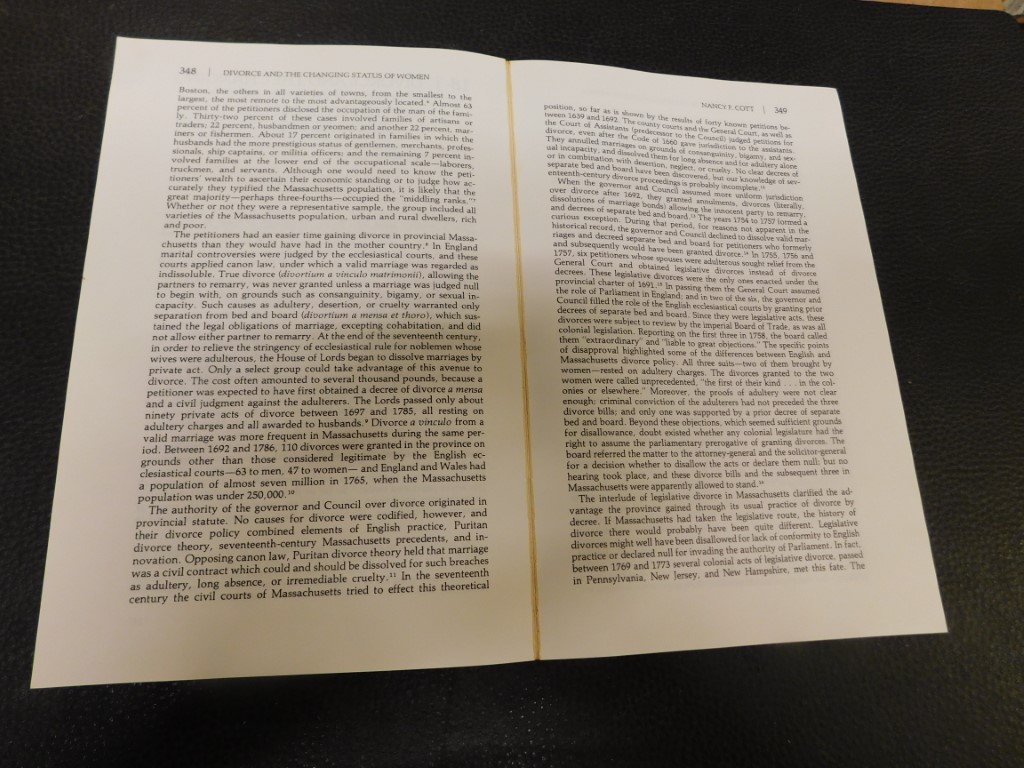 348 | DIVORCE AND THE CHANGING STATUS OF WOMEN
Boston, the others in all varieties of towns, from the smallest to the
largest, the most remote to the most advantageously located.⁶ Almost 63
percent of the petitioners disclosed the occupation of the man of the fami-
ly. Thirty-two percent of these cases involved families of artisans or
traders; 22 percent, husbandmen or yeomen; and another 22 percent, mar-
iners or fishermen. About 17 percent originated in families in which the
husbands had the more prestigious status of gentlemen, merchants, profes-
sionals, ship captains, or militia officers; and the remaining 7 percent in-
volved families at the lower end of the occupational scale—laborers,
truckmen, and servants. Although one would need to know the peti-
tioners' wealth to ascertain their economic standing or to judge how ac-
curately they typified the Massachusetts population, it is likely that the
great majority—perhaps three-fourths—occupied the "middling ranks."⁷
Whether or not they were a representative sample, the group included all
varieties of the Massachusetts population, urban and rural dwellers, rich
and poor.
The petitioners had an easier time gaining divorce in provincial Massa-
chusetts than they would have had in the mother country.⁸ In England
marital controversies were judged by the ecclesiastical courts, and these
courts applied canon law, under which a valid marriage was regarded as
indissoluble. True divorce (divortium a vinculo matrimonii), allowing the
partners to remarry, was never granted unless a marriage was judged null
to begin with, on grounds such as consanguinity, bigamy, or sexual in-
capacity. Such causes as adultery, desertion, or cruelty warranted only
separation from bed and board (divortium a mensa et thoro), which sus-
tained the legal obligations of marriage, excepting cohabitation, and did
not allow either partner to remarry. At the end of the seventeenth century,
in order to relieve the stringency of ecclesiastical rule for noblemen whose
wives were adulterous, the House of Lords began to dissolve marriages by
private act. Only a select group could take advantage of this avenue to
divorce. The cost often amounted to several thousand pounds, because a
petitioner was expected to have first obtained a decree of divorce a mensa
and a civil judgment against the adulterers. The Lords passed only about
ninety private acts of divorce between 1697 and 1785, all resting on
adultery charges and all awarded to husbands.⁹ Divorce a vinculo from a
valid marriage was more frequent in Massachusetts during the same per-
iod. Between 1692 and 1786, 110 divorces were granted in the province on
grounds other than those considered legitimate by the English ec-
clesiastical courts—63 to men, 47 to women— and England and Wales had
a population of almost seven million in 1765, when the Massachusetts
population was under 250,000.¹⁰
The authority of the governor and Council over divorce originated in
provincial statute. No causes for divorce were codified, however, and
their divorce policy combined elements of English practice, Puritan
divorce theory, seventeenth-century Massachusetts precedents, and in-
novation. Opposing canon law, Puritan divorce theory held that marriage
was a civil contract which could and should be dissolved for such breaches
as adultery, long absence, or irremediable cruelty.¹¹ In the seventeenth
century the civil courts of Massachusetts tried to effect this theoretical
NANCY F. COTT | 349
position, so far as is shown by the results of forty known petitions be-
tween 1639 and 1692. The county courts and the General Court, as well as
the Court of Assistants (predecessor to the Council) judged petitions for
divorce, even after the Code of 1660 gave jurisdiction to the assistants.
They annulled marriages on grounds of consanguinity, bigamy, and sex-
ual incapacity, and dissolved them for long absence and for adultery alone
or in combination with desertion, neglect, or cruelty. No clear decrees of
separate bed and board have been discovered, but our knowledge of sev-
enteenth-century divorce proceedings is probably incomplete.¹²
When the governor and Council assumed more uniform jurisdiction
over divorce after 1692, they granted annulments, divorces (literally,
dissolutions of marriage bonds) allowing the innocent party to remarry,
and decrees of separate bed and board.¹³ The years 1754 to 1757 formed a
curious exception. During that period, for reasons not apparent in the
historical record, the governor and Council declined to dissolve valid mar-
riages and decreed separate bed and board for petitioners who formerly
and subsequently would have been granted divorce.¹⁴ In 1755, 1756 and
1757, six petitioners whose spouses were adulterous sought relief from the
General Court and obtained legislative divorces instead of divorce
decrees. These legislative divorces were the only ones enacted under the
provincial charter of 1691.¹⁵ In passing them the General Court assumed
the role of Parliament in England; and in two of the six, the governor and
Council filled the role of the English ecclesiastical courts by granting prior
decrees of separate bed and board. Since they were legislative acts, these
divorces were subject to review by the imperial Board of Trade, as was all
colonial legislation. Reporting on the first three in 1758, the board called
them "extraordinary" and "liable to great objections." The specific points
of disapproval highlighted some of the differences between English and
Massachusetts divorce policy. All three suits—two of them brought by
women—rested on adultery charges. The divorces granted to the two
women were called unprecedented, "the first of their kind . . . in the col-
onies or elsewhere." Moreover, the proofs of adultery were not clear
enough; criminal conviction of the adulterers had not preceded the three
divorce bills; and only one was supported by a prior decree of separate
bed and board. Beyond these objections, which seemed sufficient grounds
for disallowance, doubt existed whether any colonial legislature had the
right to assume the parliamentary prerogative of granting divorces. The
board referred the matter to the attorney-general and the solicitor-general
for a decision whether to disallow the acts or declare them null; but no
hearing took place, and these divorce bills and the subsequent three in
Massachusetts were apparently allowed to stand.¹⁶
The interlude of legislative divorce in Massachusetts clarified the ad-
vantage the province gained through its usual practice of divorce by
decree. If Massachusetts had taken the legislative route, the history of
divorce there would probably have been quite different. Legislative
divorces might well have been disallowed for lack of conformity to English
practice or declared null for invading the authority of Parliament. In fact,
between 1769 and 1773 several colonial acts of legislative divorce, passed
in Pennsylvania, New Jersey, and New Hampshire, met this fate. The